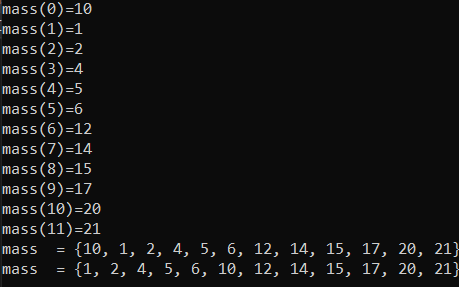 mass(0)=10
mass(1)=1
mass(2)=2
mass(3)=4
mass(4)=5
mass(5)=6
mass(6)=12
mass(7)=14
mass(8)=15
mass(9)=17
mass(10)=20
mass(11)=21
mass  = {10, 1, 2, 4, 5, 6, 12, 14, 15, 17, 20, 21}
mass  = {1, 2, 4, 5, 6, 10, 12, 14, 15, 17, 20, 21}